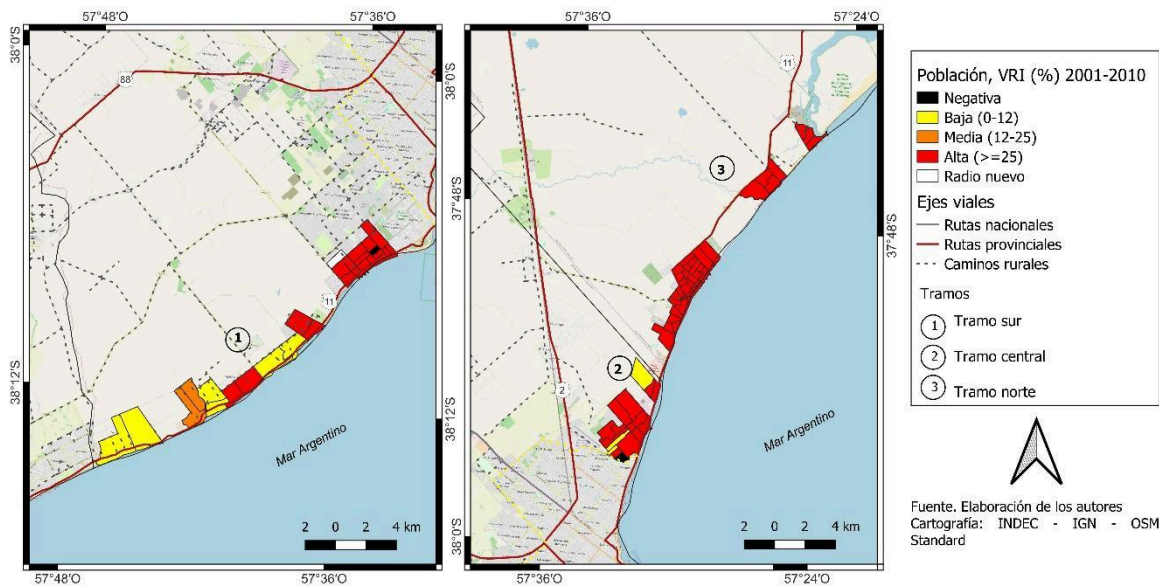 57°48'O
57°36'O
38°0'S
38°0'S
88
11
1
38°12'S
38°12'S
Mar Argentino
2 0 2 4 km
57°48'O
57°36'O
57°36'O
57°24'O
11
3
37°48'S
37°48'S
2
2
38°12'S
Mar Argentino
38°0'S
2 0 2 4 km
57°36'O
57°24'O
Población, VRI (%) 2001-2010
Negativa
Baja (0-12)
Media (12-25)
Alta (>=25)
Radio nuevo
Ejes viales
Rutas nacionales
Rutas provinciales
Caminos rurales
Tramos
1 Tramo sur
2 Tramo central
3 Tramo norte
Fuente. Elaboración de los autores
Cartografía: INDEC - IGN - OSM
Standard